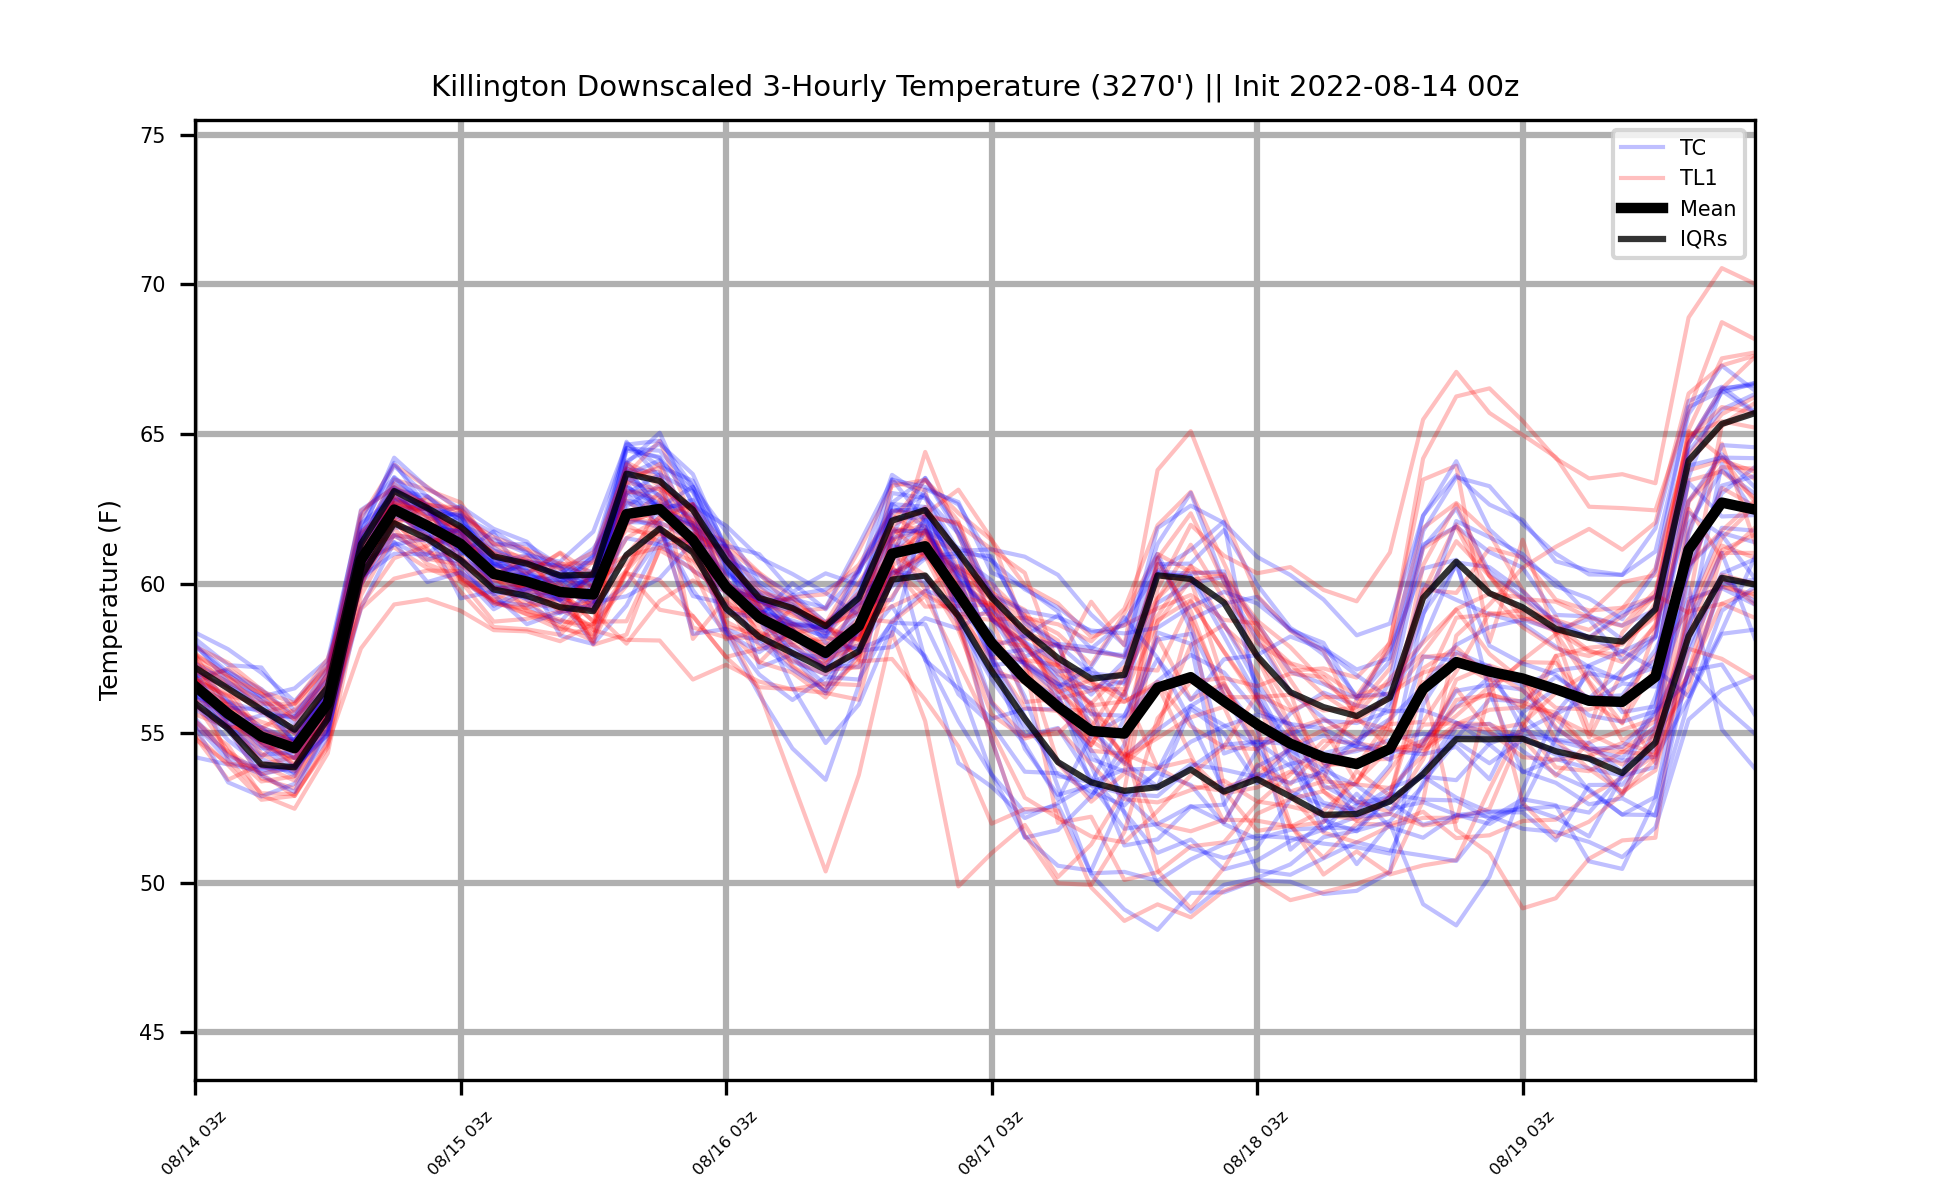 Killington Downscaled 3-Hourly Temperature (3270') || Init 2022-08-14 00z
TC
TL1
Mean
IQRs
Temperature (F)
75
70
65
60
55
50
45
08/14 03z
08/15 03z
08/16 03z
08/17 03z
08/18 03z
08/19 03z